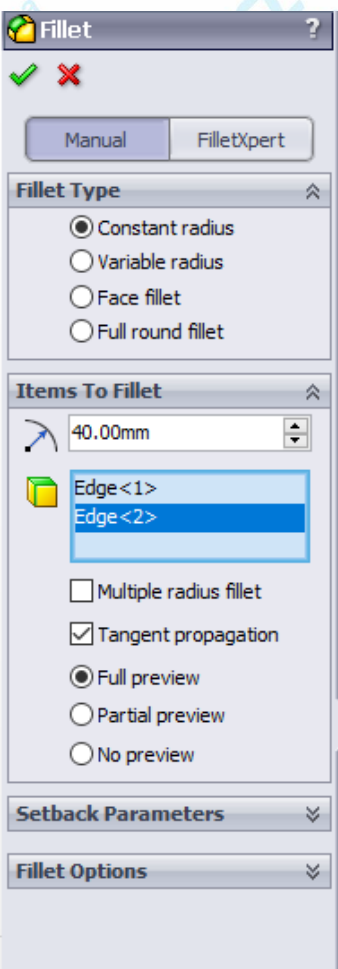 Fillet ?
Manual FilletXpert
Fillet Type
Constant radius
Variable radius
Face fillet
Full round fillet
Items To Fillet
40.00mm
Edge<1>
Edge<2>
Multiple radius fillet
Tangent propagation
Full preview
Partial preview
No preview
Setback Parameters
Fillet Options